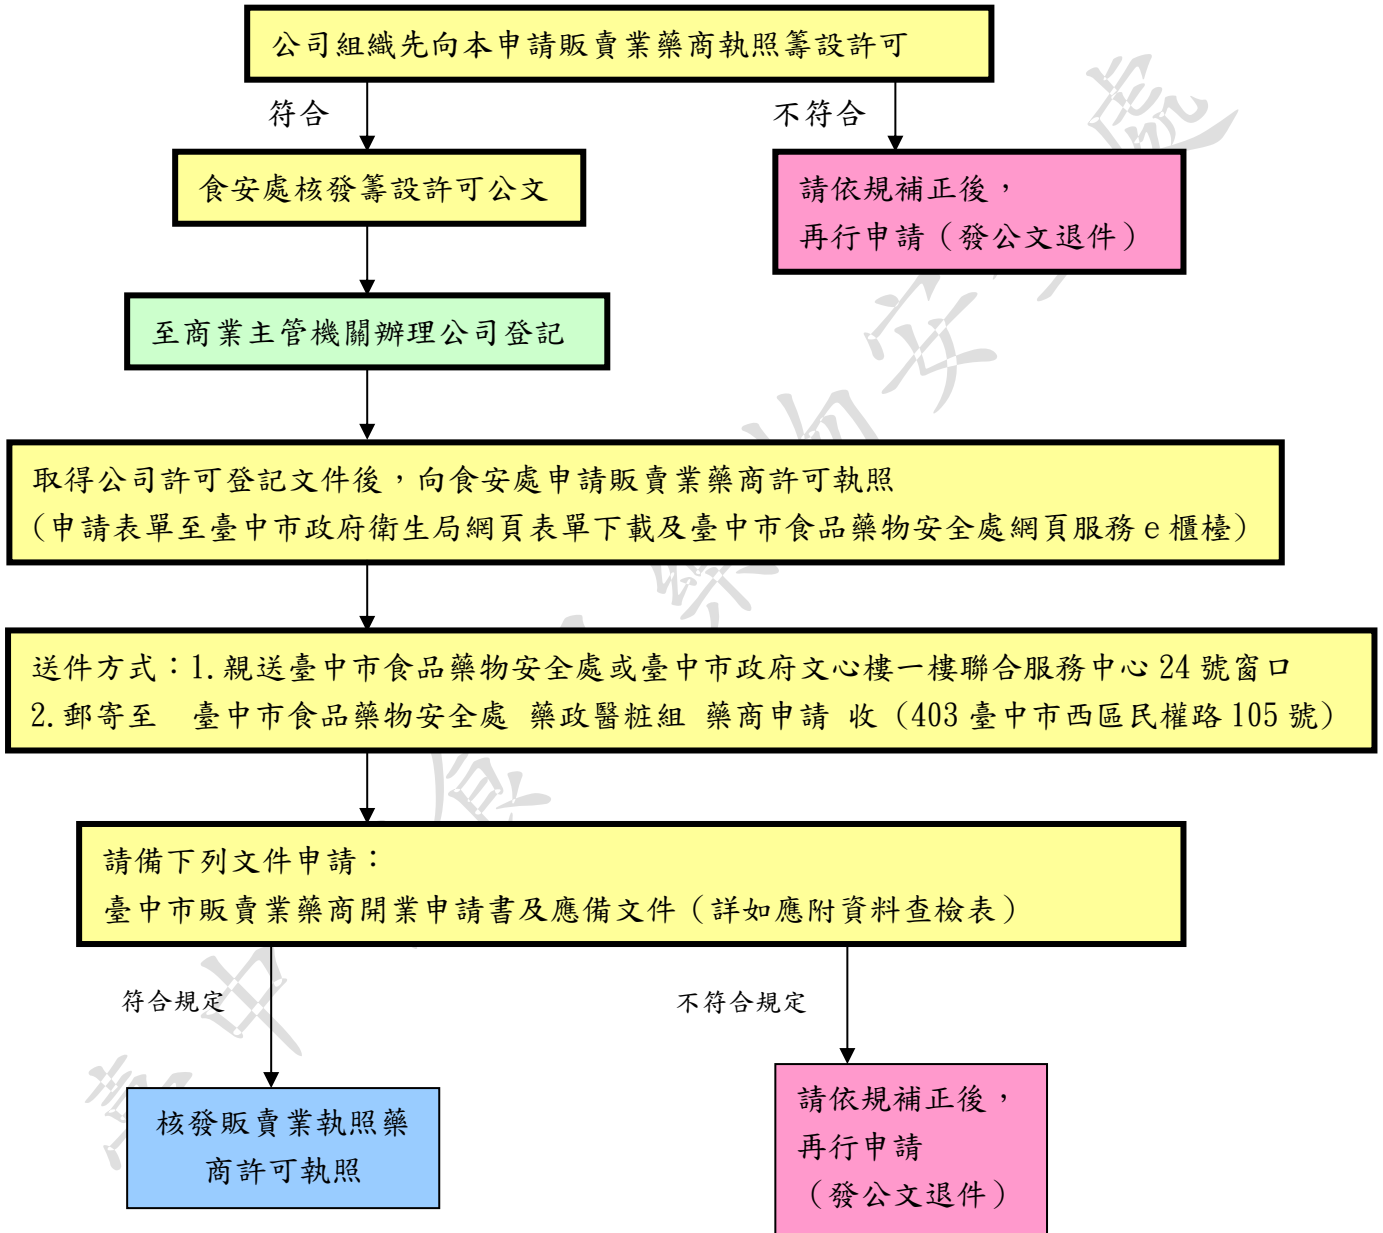 公司組織先向本申請販賣業藥商執照籌設許可
符合
不符合
食安處核發籌設許可公文
請依規補正後，
再行申請（發公文退件）
至商業主管機關辦理公司登記
取得公司許可登記文件後，向食安處申請販賣業藥商許可執照
(申請表單至臺中市政府衛生局網頁表單下載及臺中市食品藥物安全處網頁服務 e 櫃檯)
送件方式：1.親送臺中市食品藥物安全處或臺中市政府文心樓一樓聯合服務中心 24 號窗口
2.郵寄至　臺中市食品藥物安全處 藥政醫粧組 藥商申請 收（403 臺中市西區民權路 105 號）
請備下列文件申請：
臺中市販賣業藥商開業申請書及應備文件（詳如應附資料查檢表）
符合規定
不符合規定
核發販賣業執照藥
商許可執照
請依規補正後，
再行申請
（發公文退件）
臺中市食品藥物安全處